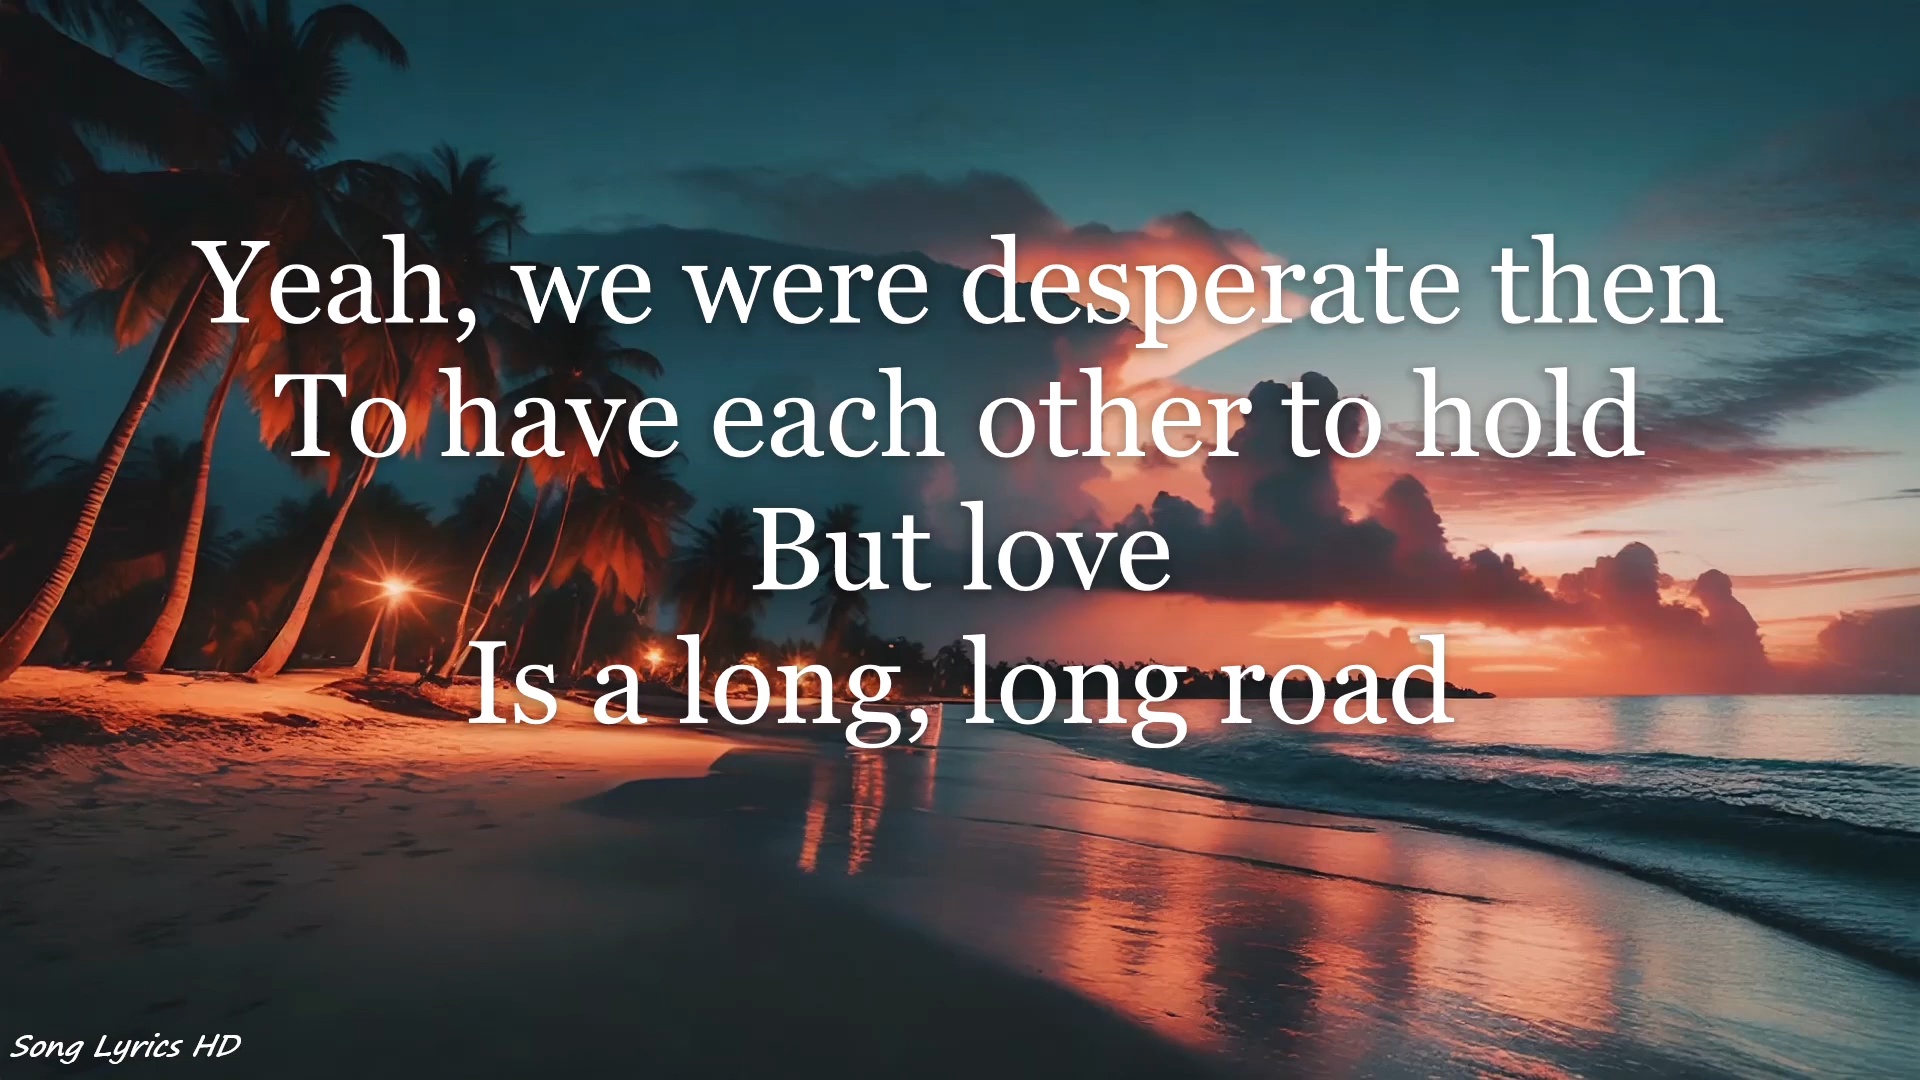 Yeah, we were desperate then
To have each other to hold
But love
Is a long, long road
Song Lyrics HD